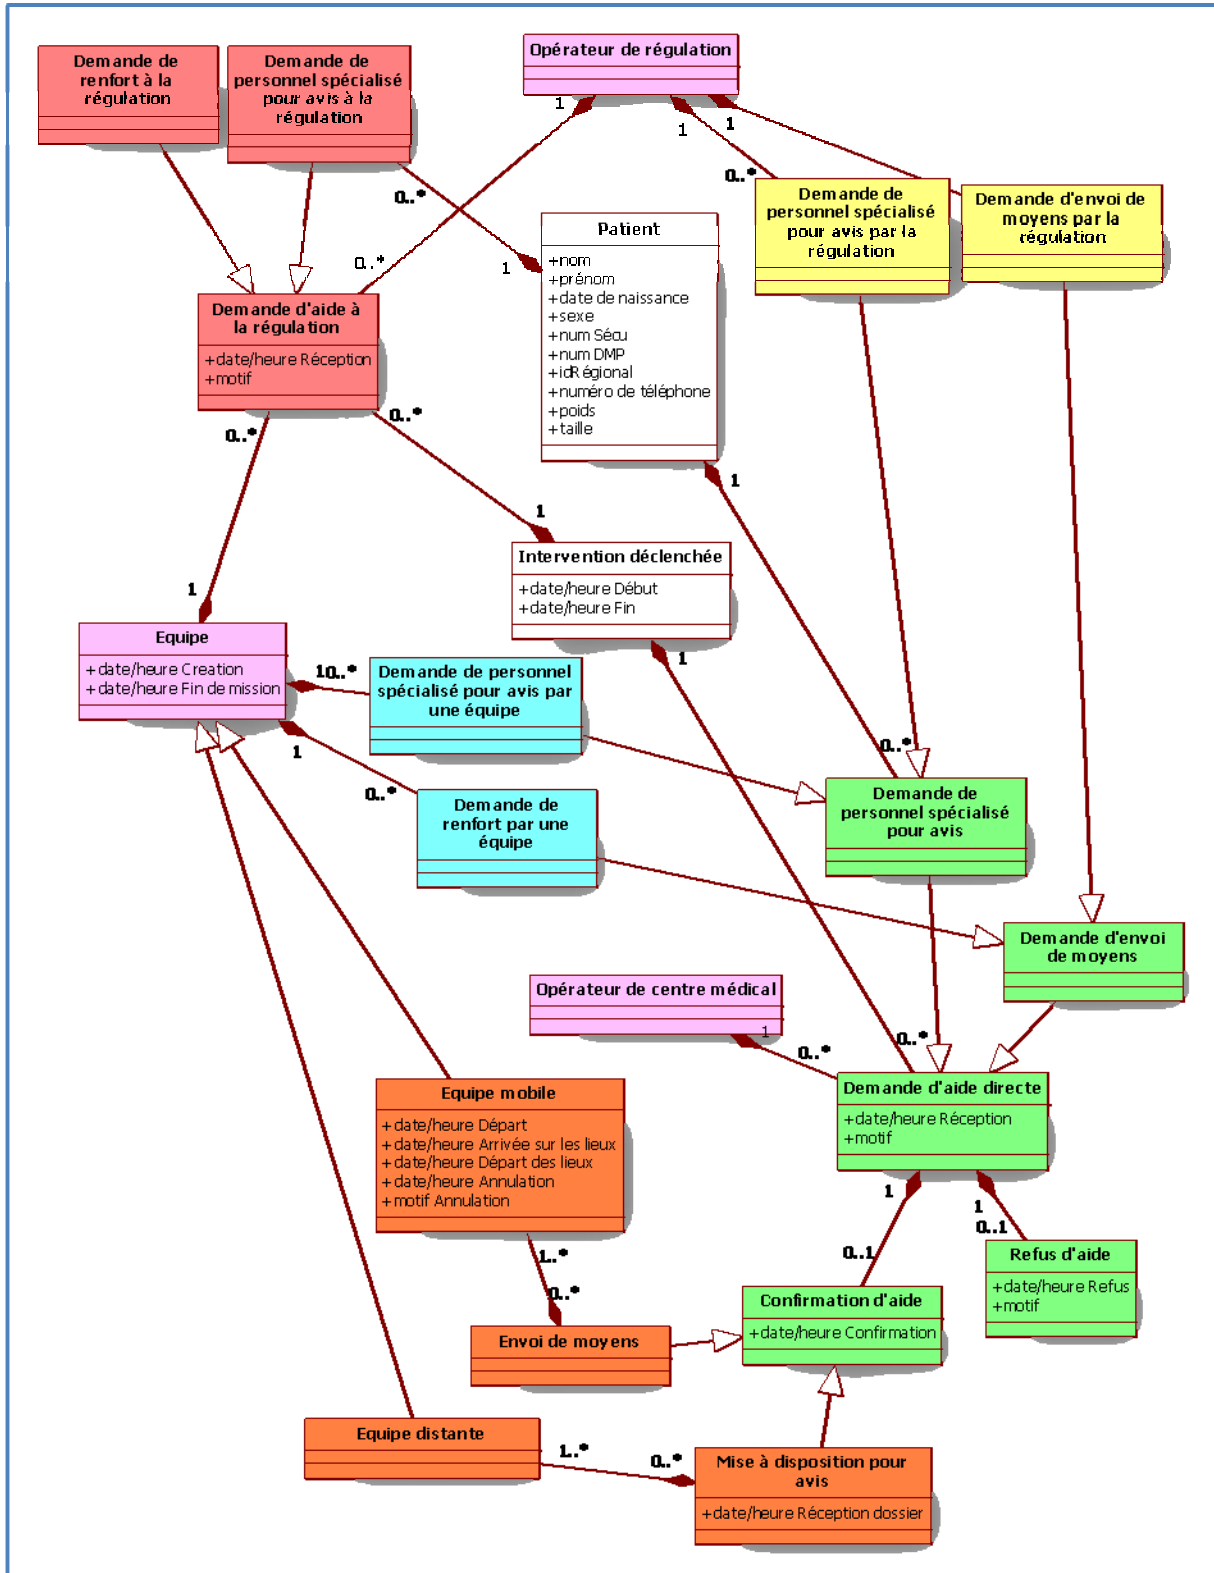 Demande de
renfort à la
régulation
Demande de
personnel spécialisé
pour avis à la
régulation
Opérateur de régulation
1
1
1
0..*
0..*
0..*
1
Demande de
personnel spécialisé
pour avis par la
régulation
Demande d'envoi de
moyens par la
régulation
Patient
+nom
+prénom
+date de naissance
+sexe
+num Sécu
+num DMP
+idRégional
+numéro de téléphone
+poids
+taille
Demande d'aide à
la régulation
+date/heure Réception
+motif
0..*
0..*
1
1
Intervention déclenchée
+date/heure Début
+date/heure Fin
1
1
Equipe
+date/heure Creation
+date/heure Fin de mission
10..*
1
0..*
Demande de personnel
spécialisé pour avis par
une équipe
Demande de
renfort par une
équipe
0..*
Demande de
personnel spécialisé
pour avis
Demande d'envoi
de moyens
Opérateur de centre médical
1
0..*
0..*
Demande d'aide directe
+date/heure Réception
+motif
Equipe mobile
+date/heure Départ
+date/heure Arrivée sur les lieux
+date/heure Départ des lieux
+date/heure Annulation
+motif Annulation
1
1
0..1
0..1
Refus d'aide
+date/heure Refus
+motif
1..*
0..*
Confirmation d'aide
+date/heure Confirmation
Envoi de moyens
Equipe distante
1..*
0..*
Mise à disposition pour
avis
+date/heure Réception dossier